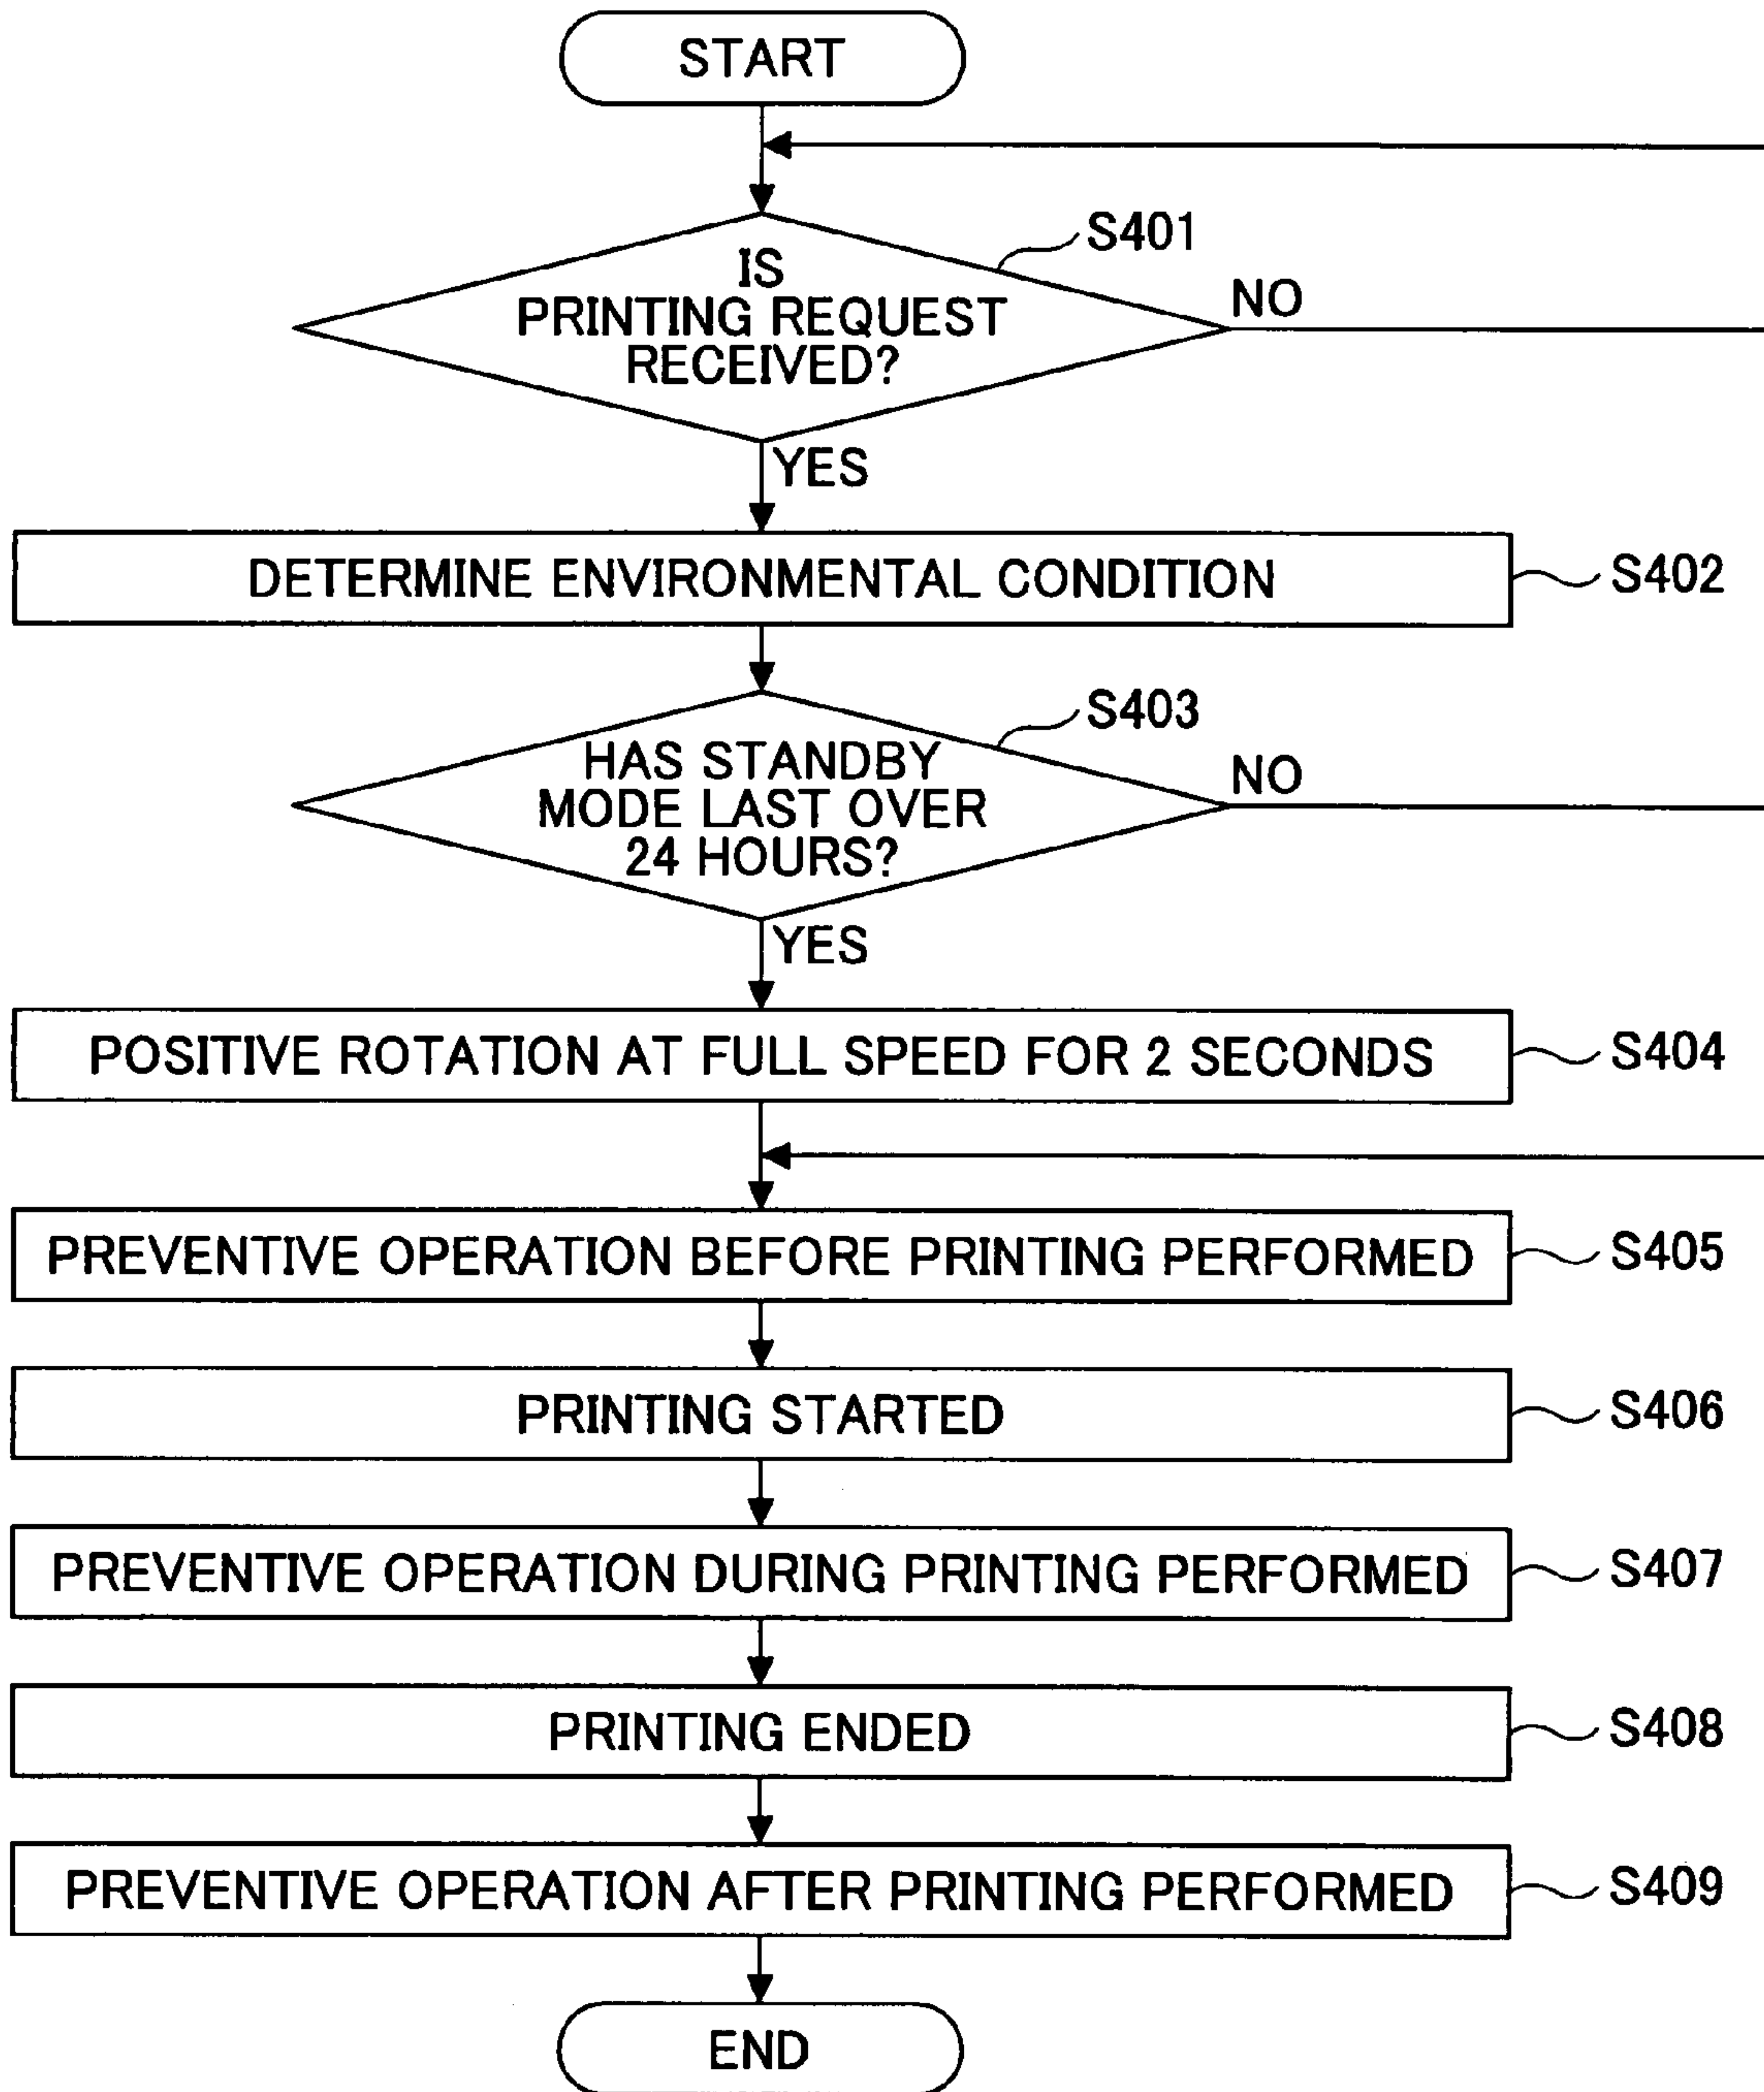 START
S401
IS
PRINTING REQUEST
RECEIVED?
NO
YES
DETERMINE ENVIRONMENTAL CONDITION
S402
S403
HAS STANDBY
MODE LAST OVER
24 HOURS?
NO
YES
POSITIVE ROTATION AT FULL SPEED FOR 2 SECONDS
S404
PREVENTIVE OPERATION BEFORE PRINTING PERFORMED
S405
PRINTING STARTED
S406
PREVENTIVE OPERATION DURING PRINTING PERFORMED
S407
PRINTING ENDED
S408
PREVENTIVE OPERATION AFTER PRINTING PERFORMED
S409
END